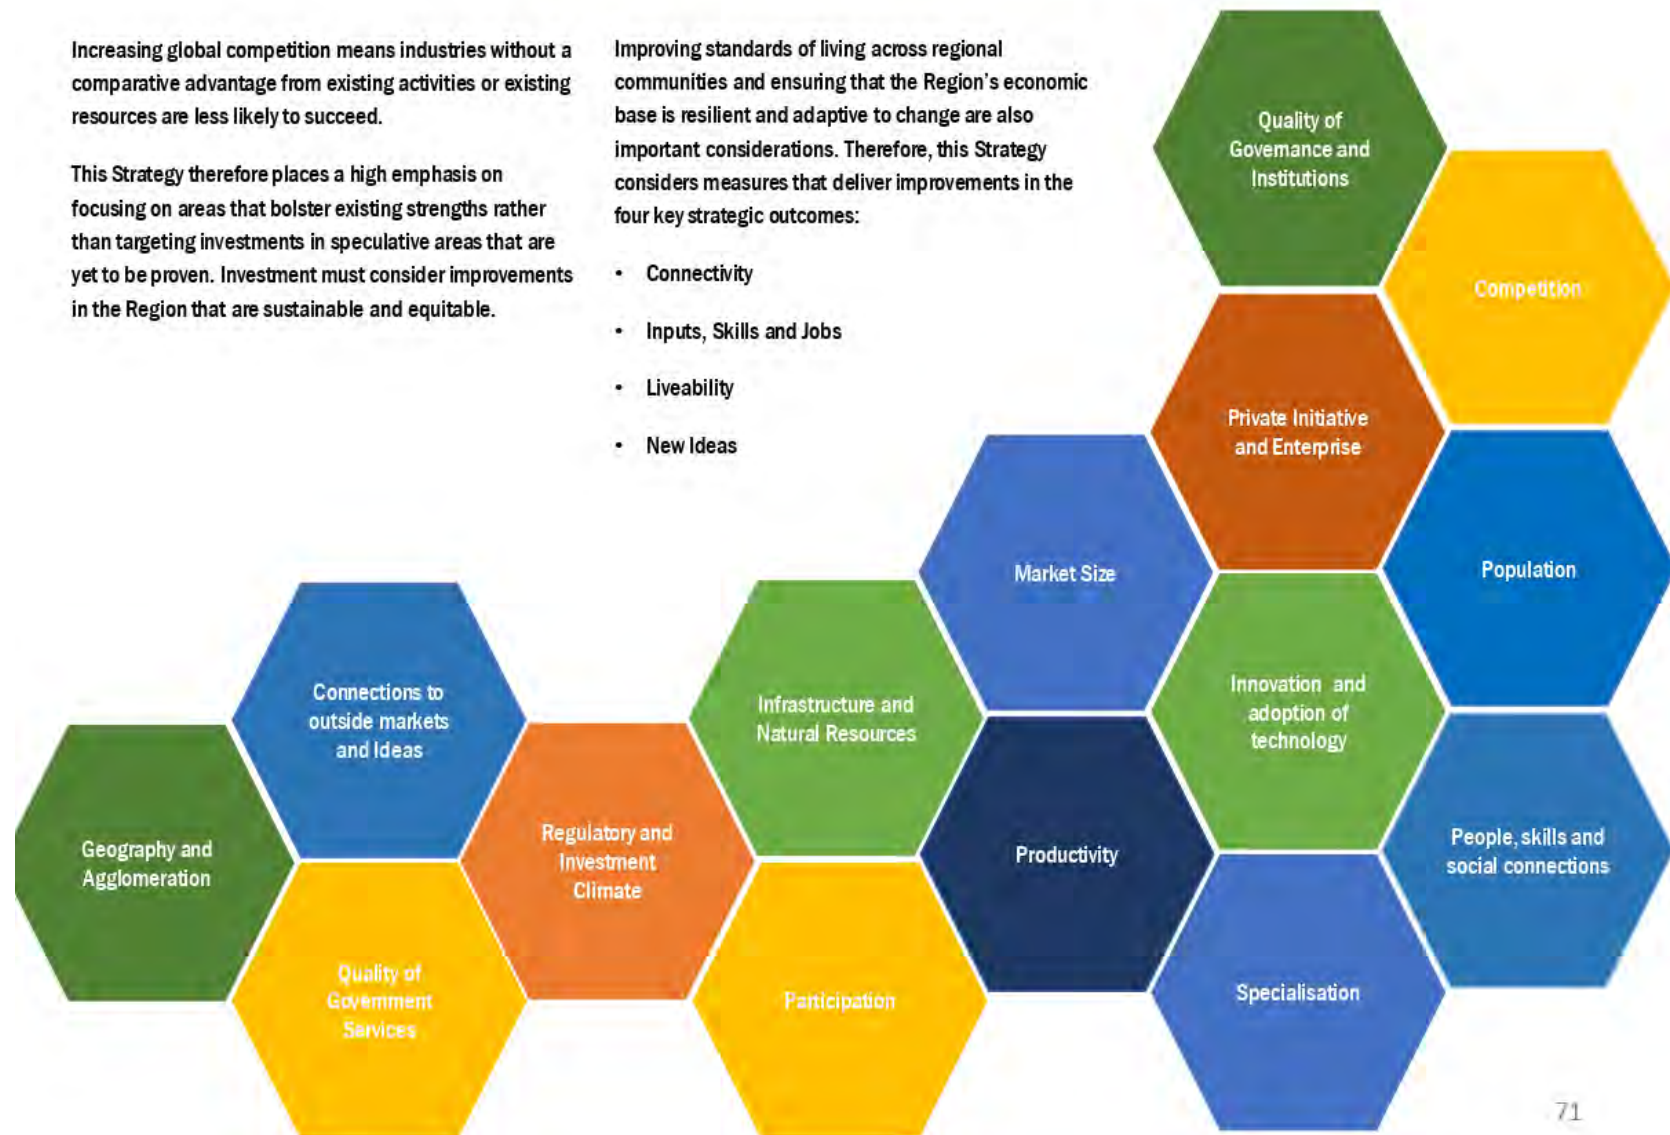 Increasing global competition means industries without a
comparative advantage from existing activities or existing
resources are less likely to succeed.
This Strategy therefore places a high emphasis on
focusing on areas that bolster existing strengths rather
than targeting investments in speculative areas that are
yet to be proven. Investment must consider improvements
in the Region that are sustainable and equitable.
Improving standards of living across regional
communities and ensuring that the Region's economic
base is resilient and adaptive to change are also
important considerations. Therefore, this Strategy
considers measures that deliver improvements in the
four key strategic outcomes:
• Connectivity
• Inputs, Skills and Jobs
• Liveability
• New Ideas
Quality of
Governance and
Institutions
Competition
Private Initiative
and Enterprise
Market Size
Population
Connections to
outside markets
and Ideas
Infrastructure and
Natural Resources
Innovation and
adoption of
technology
Geography and
Agglomeration
Regulatory and
Investment
Climate
Productivity
People, skills and
social connections
Quality of
Government
Services
Participation
Specialisation
71